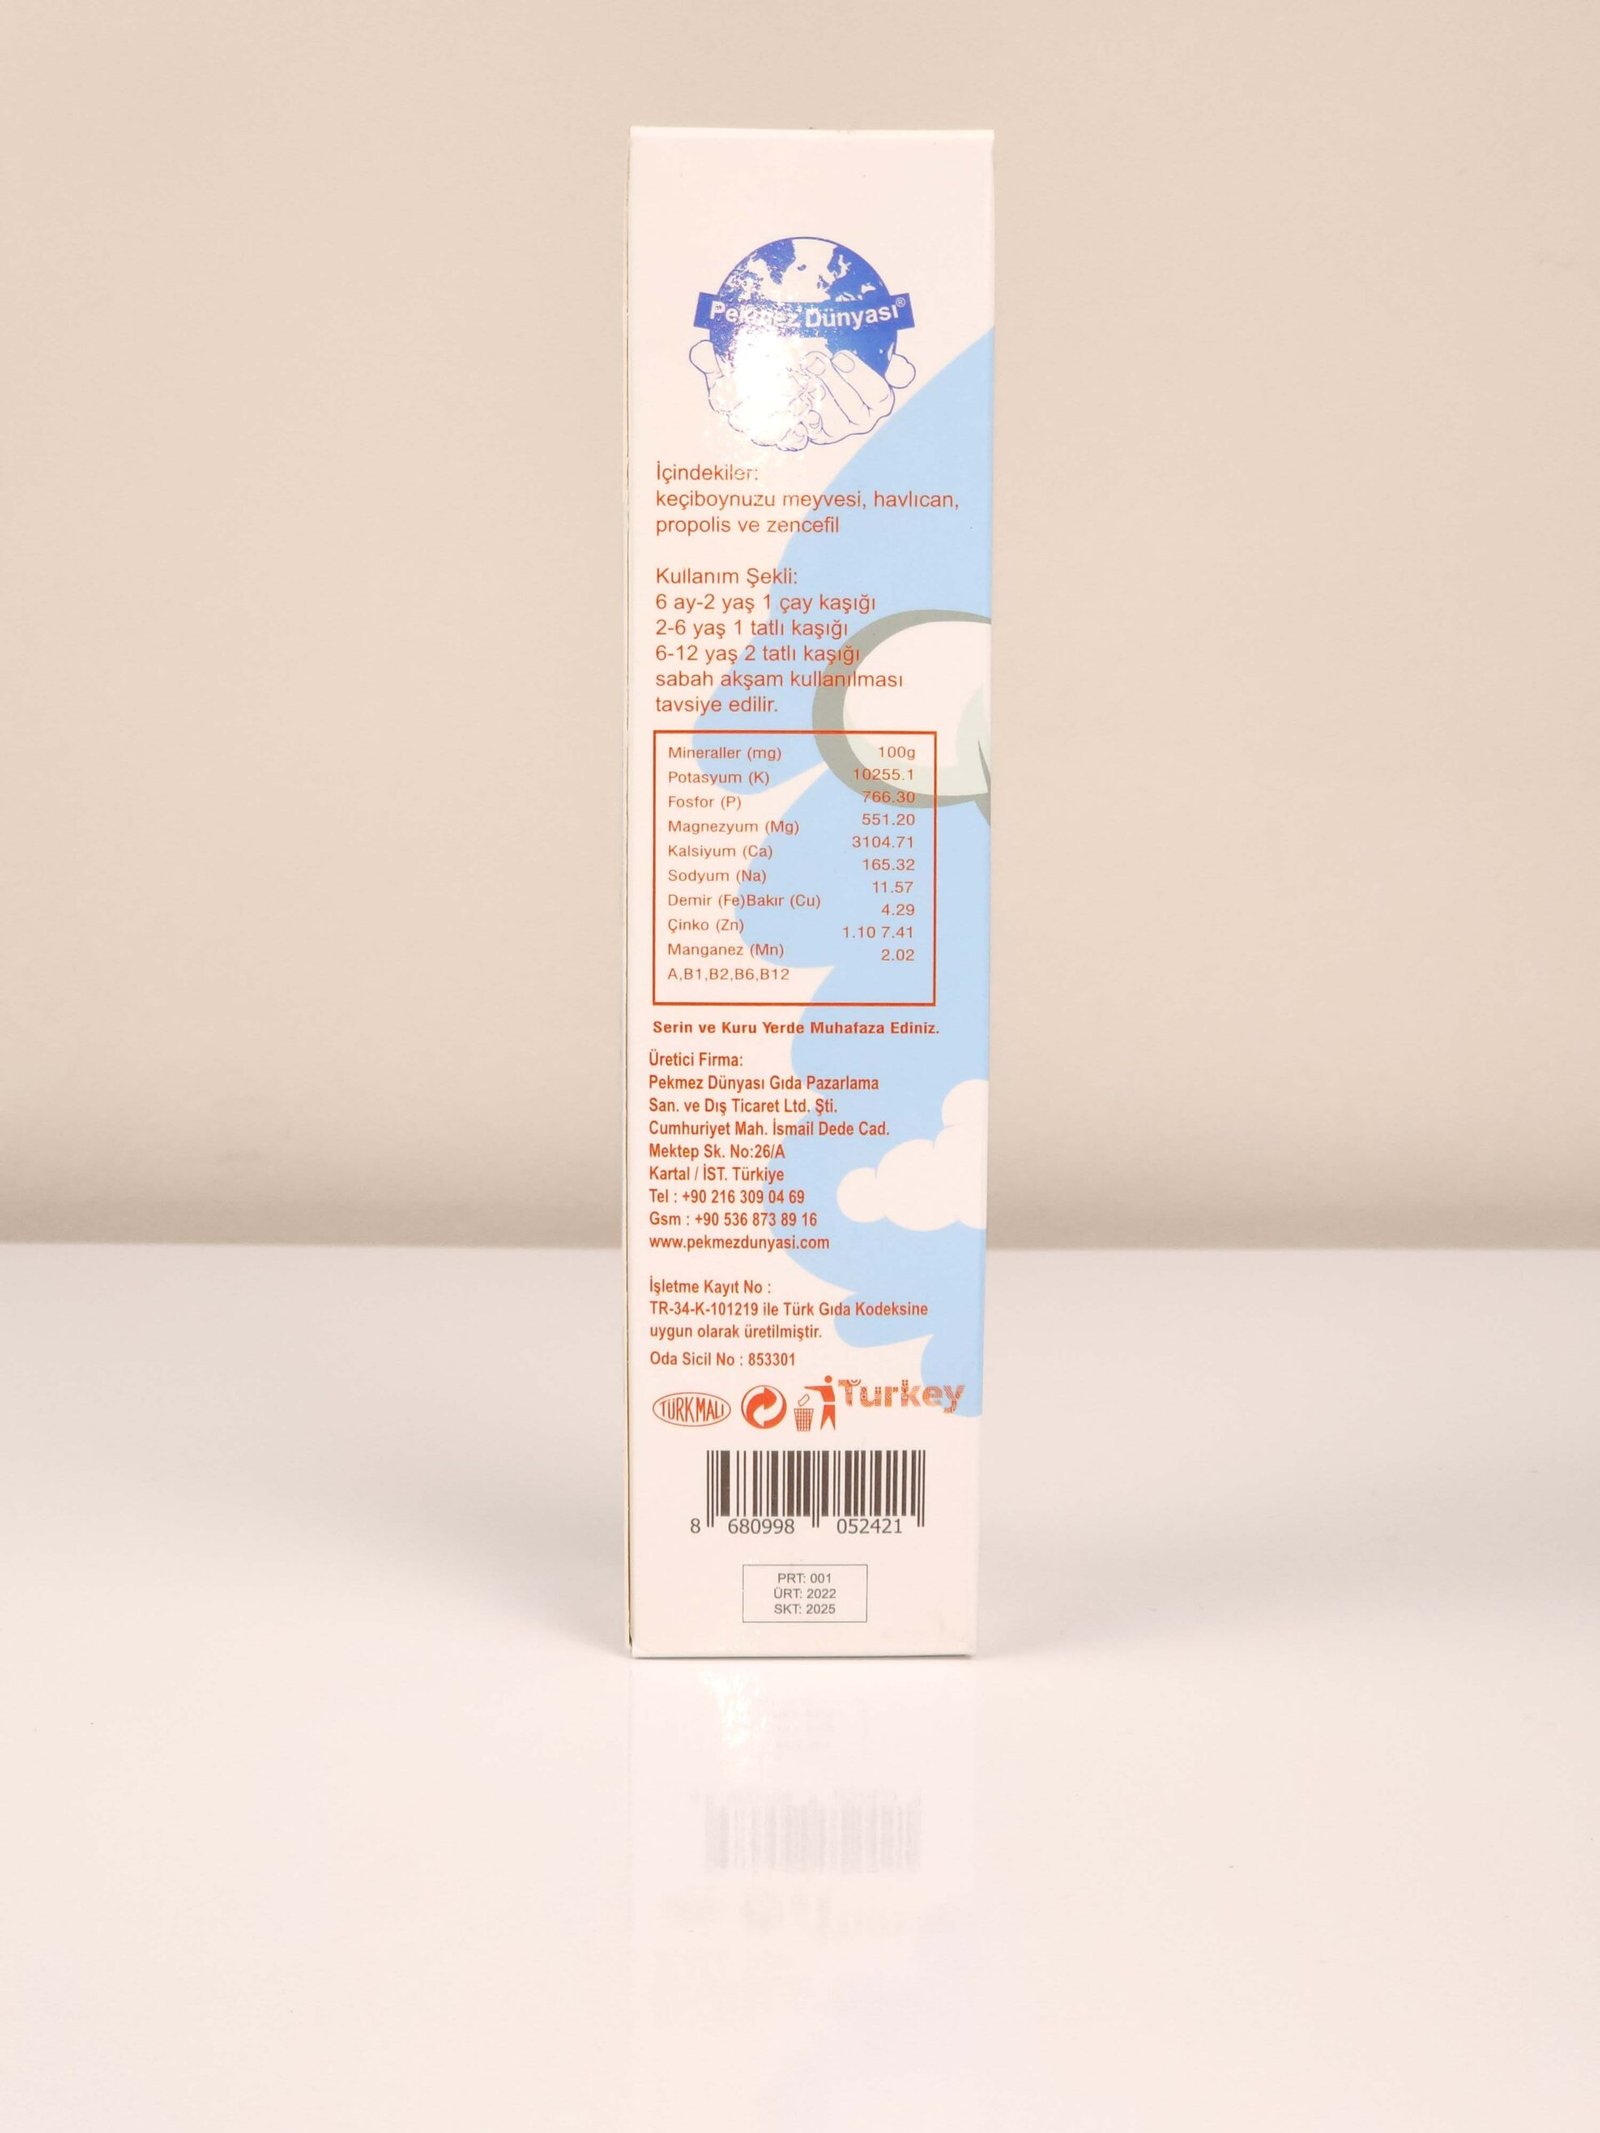 Pekmez Dünyası®
İçindekiler:
keçiboynuzu meyvesi, havlıcan,
propolis ve zencefil
Kullanım Şekli:
6 ay-2 yaş 1 çay kaşığı
2-6 yaş 1 tatlı kaşığı
6-12 yaş 2 tatlı kaşığı
sabah akşam kullanılması
tavsiye edilir.
Mineraller (mg) 100g
Potasyum (K) 10255.1
Fosfor (P) 766.30
Magnezyum (Mg) 551.20
Kalsiyum (Ca) 3104.71
Sodyum (Na) 165.32
Demir (Fe)Bakır (Cu) 11.57
Çinko (Zn) 4.29
Manganez (Mn) 1.10 7.41
A,B1,B2,B6,B12 2.02
Serin ve Kuru Yerde Muhafaza Ediniz.
Üretici Firma:
Pekmez Dünyası Gıda Pazarlama
San. ve Dış Ticaret Ltd. Şti.
Cumhuriyet Mah. İsmail Dede Cad.
Mektep Sk. No:26/A
Kartal / İST. Türkiye
Tel : +90 216 309 04 69
Gsm : +90 536 873 89 16
www.pekmezdunyasi.com
İşletme Kayıt No :
TR-34-K-101219 ile Türk Gıda Kodeksine
uygun olarak üretilmiştir.
Oda Sicil No : 853301
TÜRK MALI Turkey
8 680998 052421
PRT: 001
ÜRT: 2022
SKT: 2025